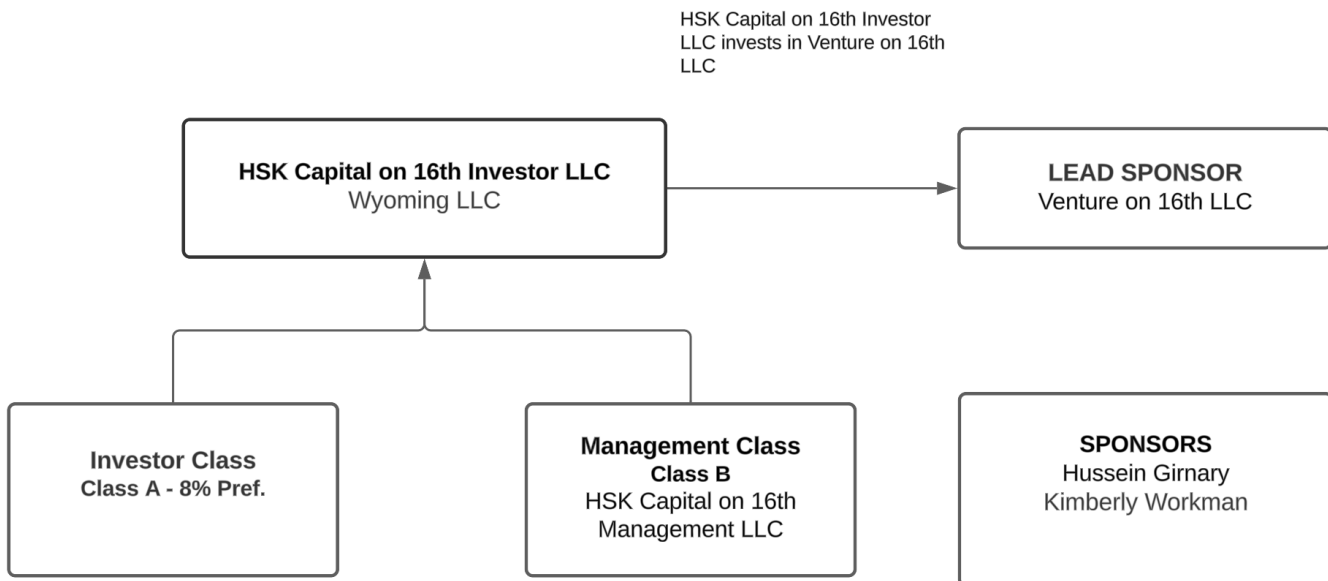 HSK Capital on 16th Investor
LLC invests in Venture on 16th
LLC
HSK Capital on 16th Investor LLC
Wyoming LLC
LEAD SPONSOR
Venture on 16th LLC
Investor Class
Class A - 8% Pref.
Management Class
Class B
HSK Capital on 16th
Management LLC
SPONSORS
Hussein Girnary
Kimberly Workman